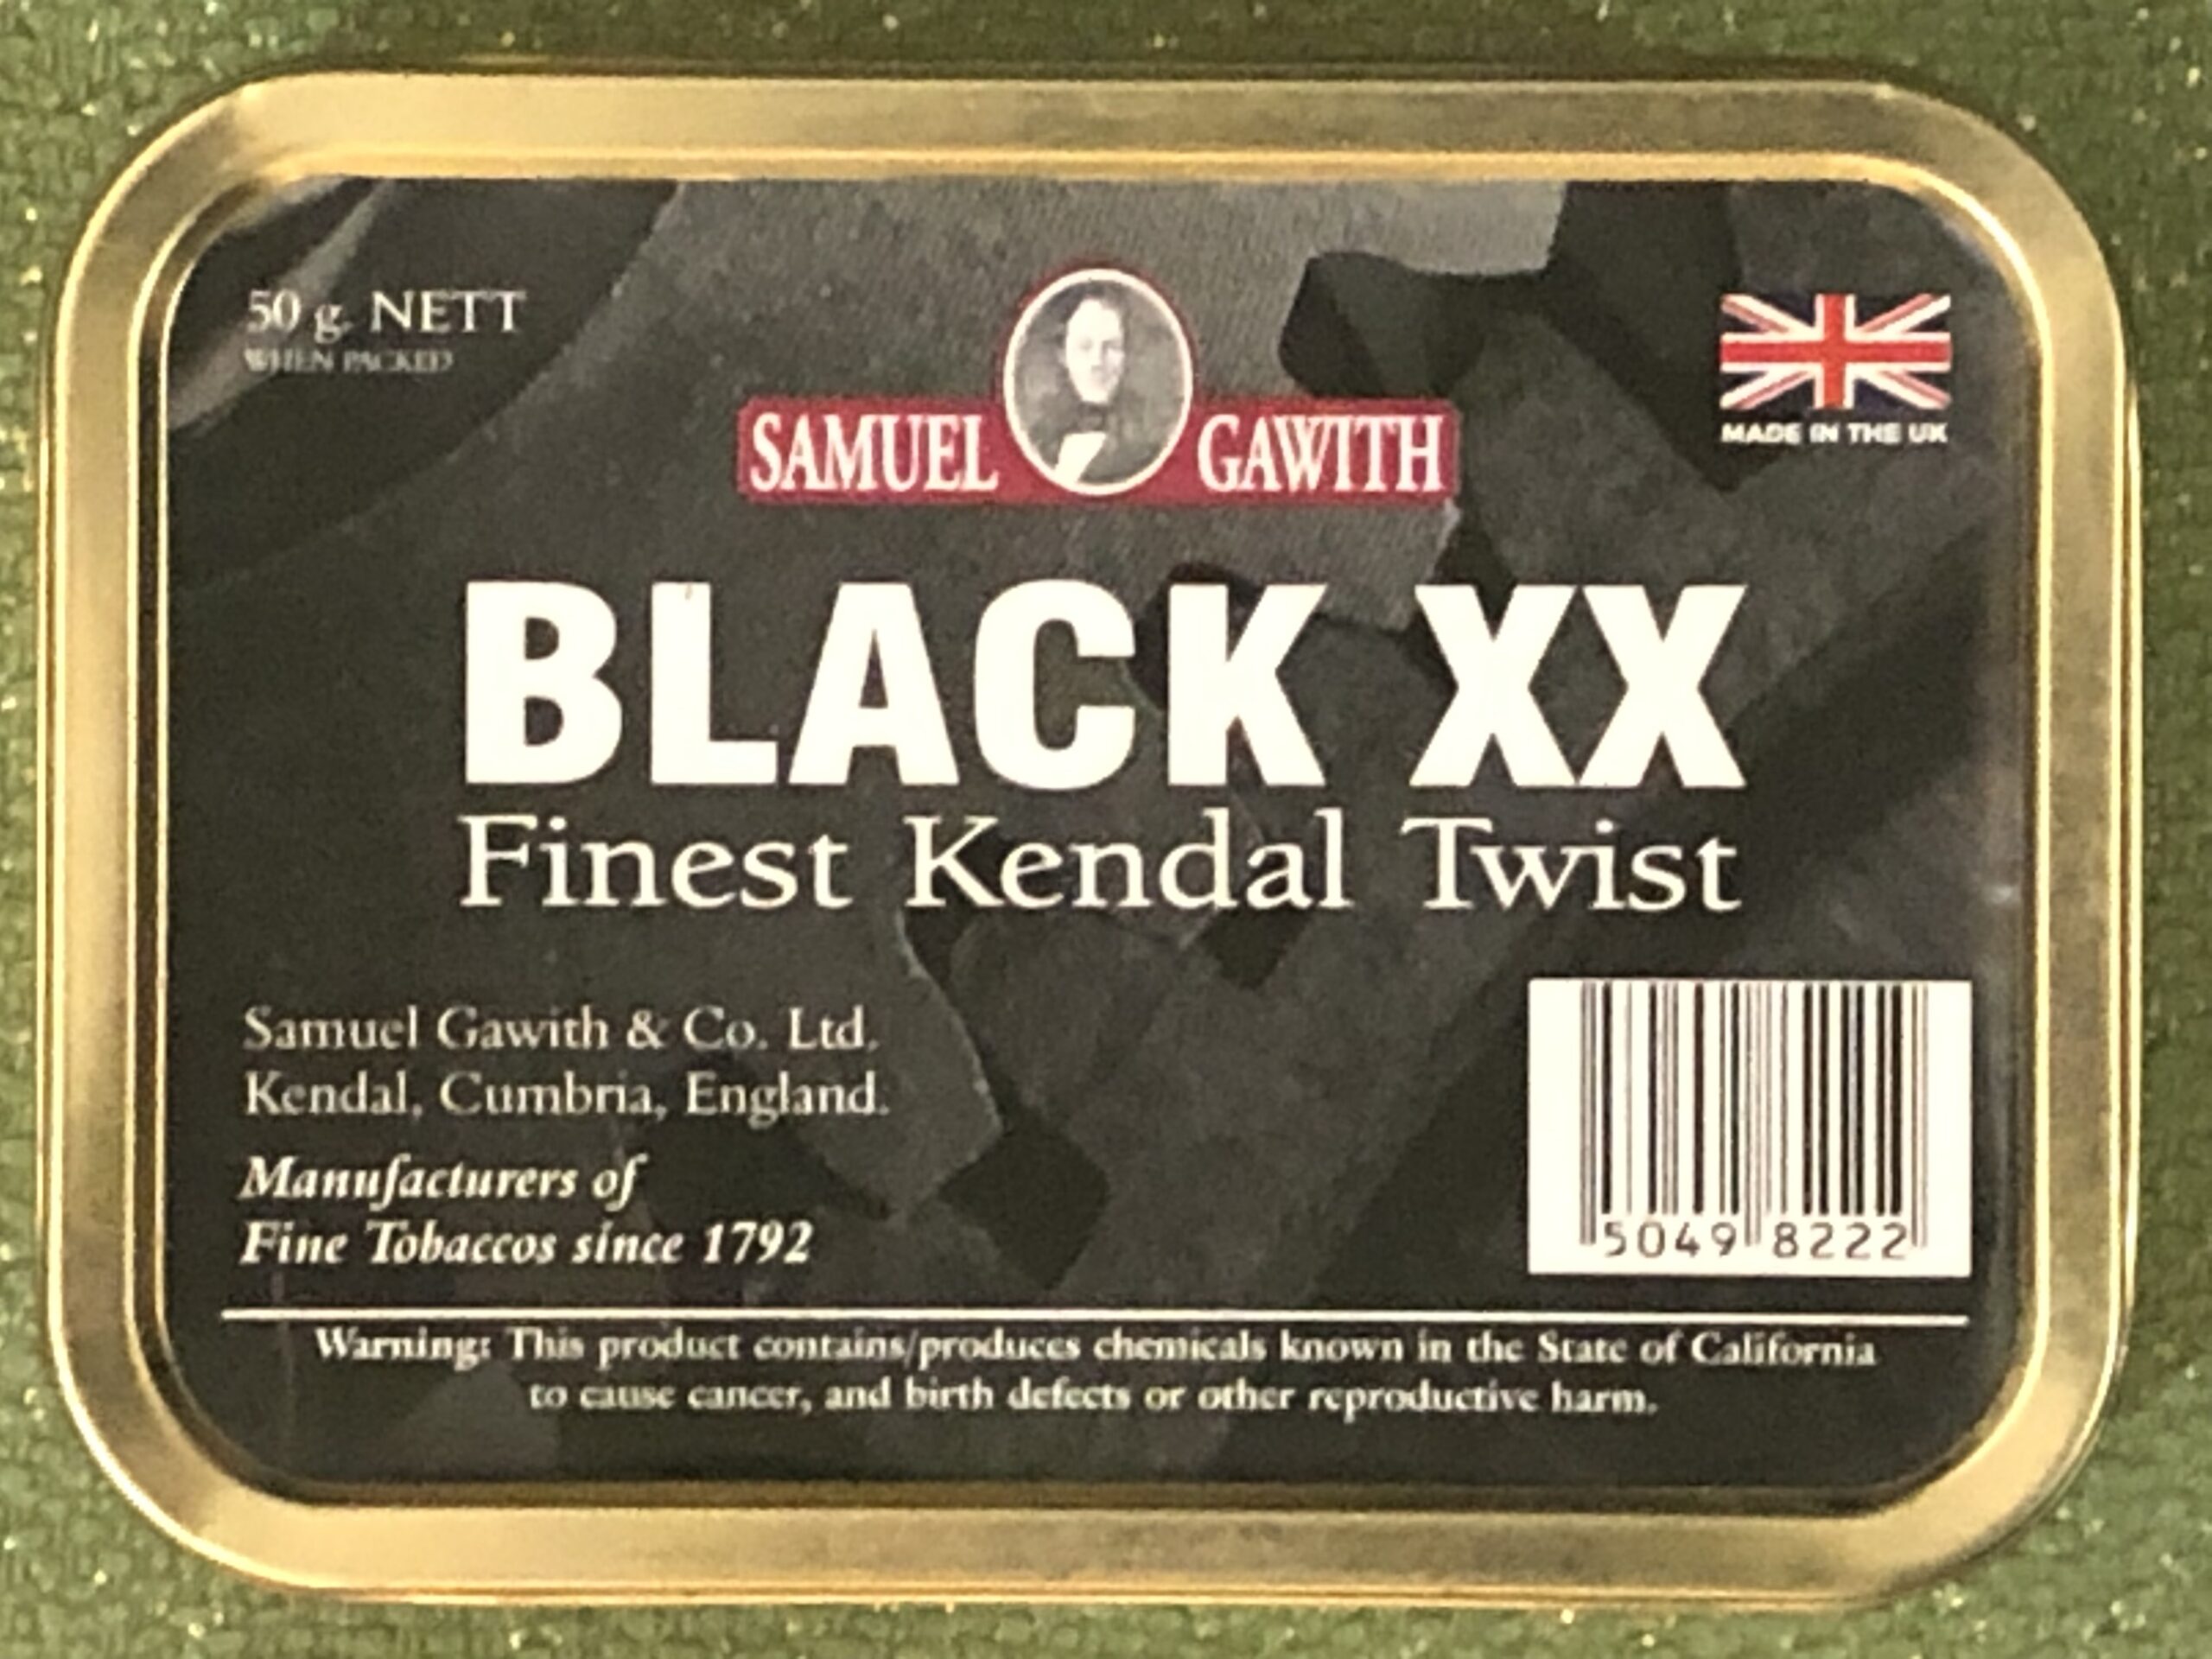 50 g. NETT
WHEN PACKED
SAMUEL GAWITH
MADE IN THE UK
BLACK XX
Finest Kendal Twist
Samuel Gawith & Co. Ltd.
Kendal, Cumbria, England.
Manufacturers of
Fine Tobaccos since 1792
5049 8222
Warning: This product contains/produces chemicals known in the State of California
to cause cancer, and birth defects or other reproductive harm.